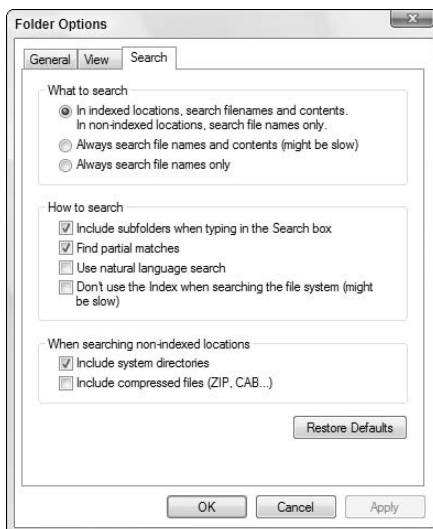 Folder Options
General
View
Search
What to search
In indexed locations, search filenames and contents.
In non-indexed locations, search file names only.
Always search file names and contents (might be slow)
Always search file names only
How to search
Include subfolders when typing in the Search box
Find partial matches
Use natural language search
Don't use the Index when searching the file system (might
be slow)
When searching non-indexed locations
Include system directories
Include compressed files (ZIP, CAB...)
Restore Defaults
OK
Cancel
Apply